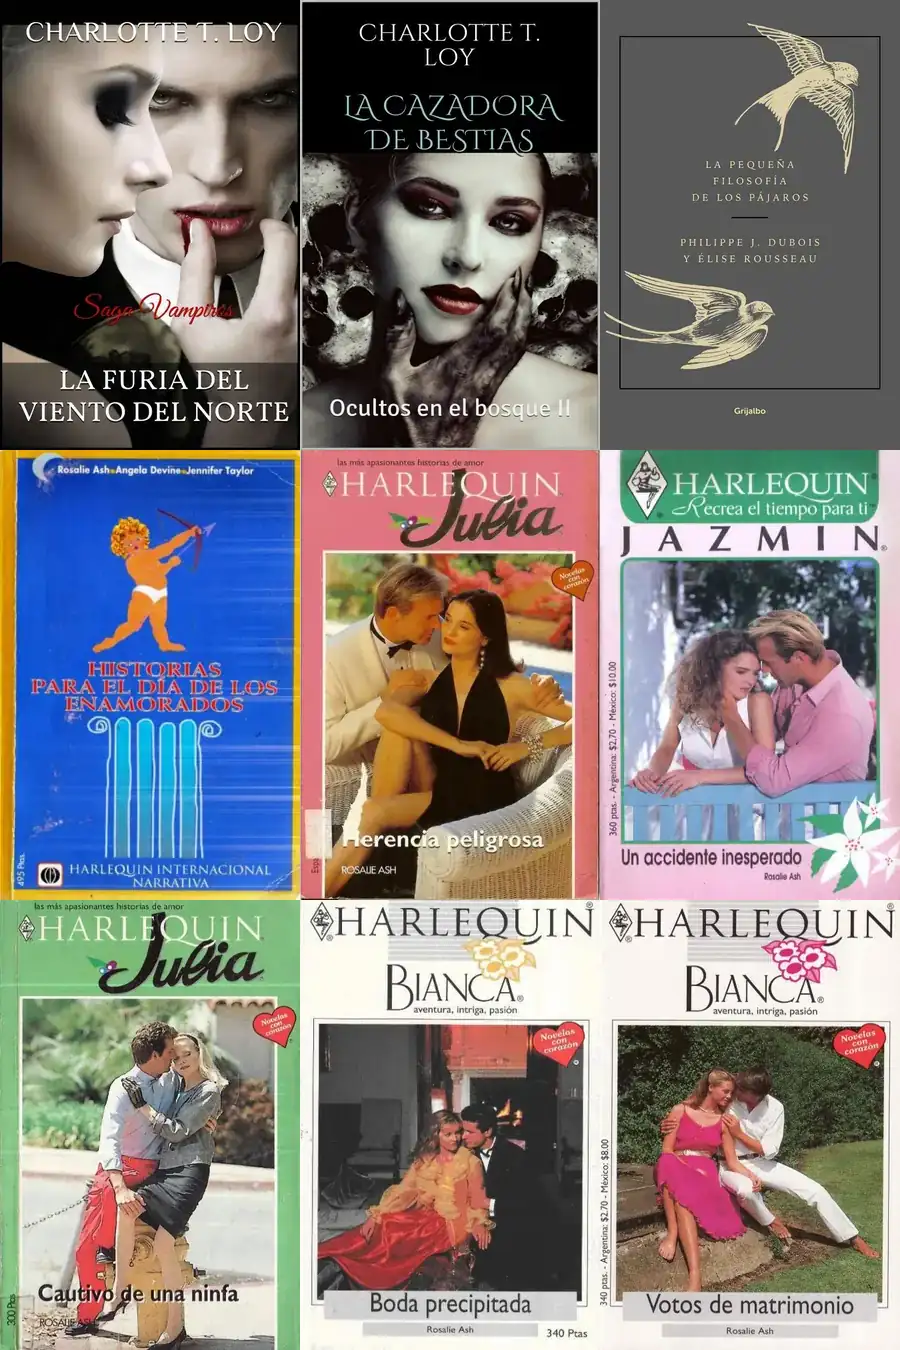 CHARLOTTE T. LOY
Saga Vampires
LA FURIA DEL
VIENTO DEL NORTE
CHARLOTTE T.
LOY
LA CAZADORA
DE BESTIAS
Ocultos en el bosque II
LA PEQUEÑA
FILOSOFÍA
DE LOS PÁJAROS
PHILIPPE J. DUBOIS
Y ÉLISE ROUSSEAU
Grijalbo
Rosalie Ash Angela Devine Jennifer Taylor
HISTORIAS
PARA EL DÍA DE LOS
ENAMORADOS
495 Ptas.
HARLEQUIN INTERNACIONAL
NARRATIVA
las más apasionantes historias de amor
HARLEQUIN
Julia
Novelas
con
corazón
Herencia peligrosa
ROSALIE ASH
HARLEQUIN
Recrea el tiempo para ti
JAZMIN®
360 ptas. - Argentina: $2,70 - México: $10.00
Un accidente inesperado
Rosalie Ash
las más apasionantes historias de amor
HARLEQUIN
Julia
Novelas
con
corazón
Cautivo de una ninfa
300 Ptas
ROSALIE ASH
HARLEQUIN®
BIANCA®
aventura, intriga, pasión
Novelas
con
corazón
®
Boda precipitada
Rosalie Ash
340 Ptas
HARLEQUIN®
BIANCA®
aventura, intriga, pasión
Novelas
con
corazón
®
340 ptas. - Argentina: $2.70 - México: $8.00
Votos de matrimonio
Rosalie Ash